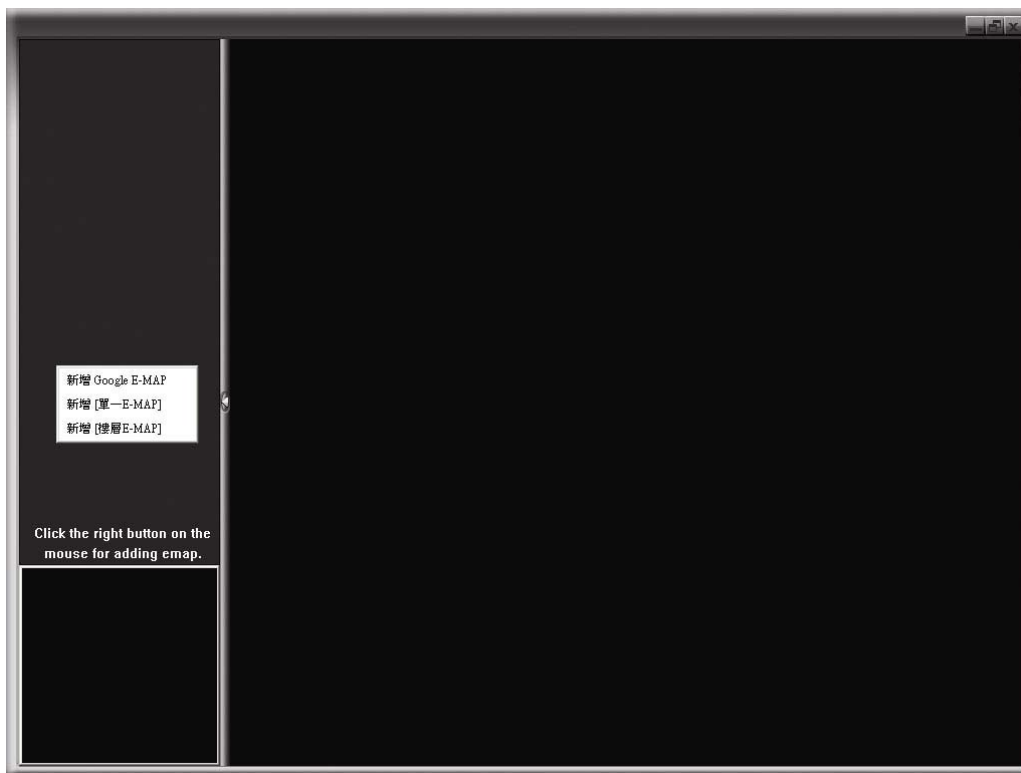 新增 Google E-MAP
新增 [單一E-MAP]
新增 [樓層E-MAP]
Click the right button on the
mouse for adding emap.